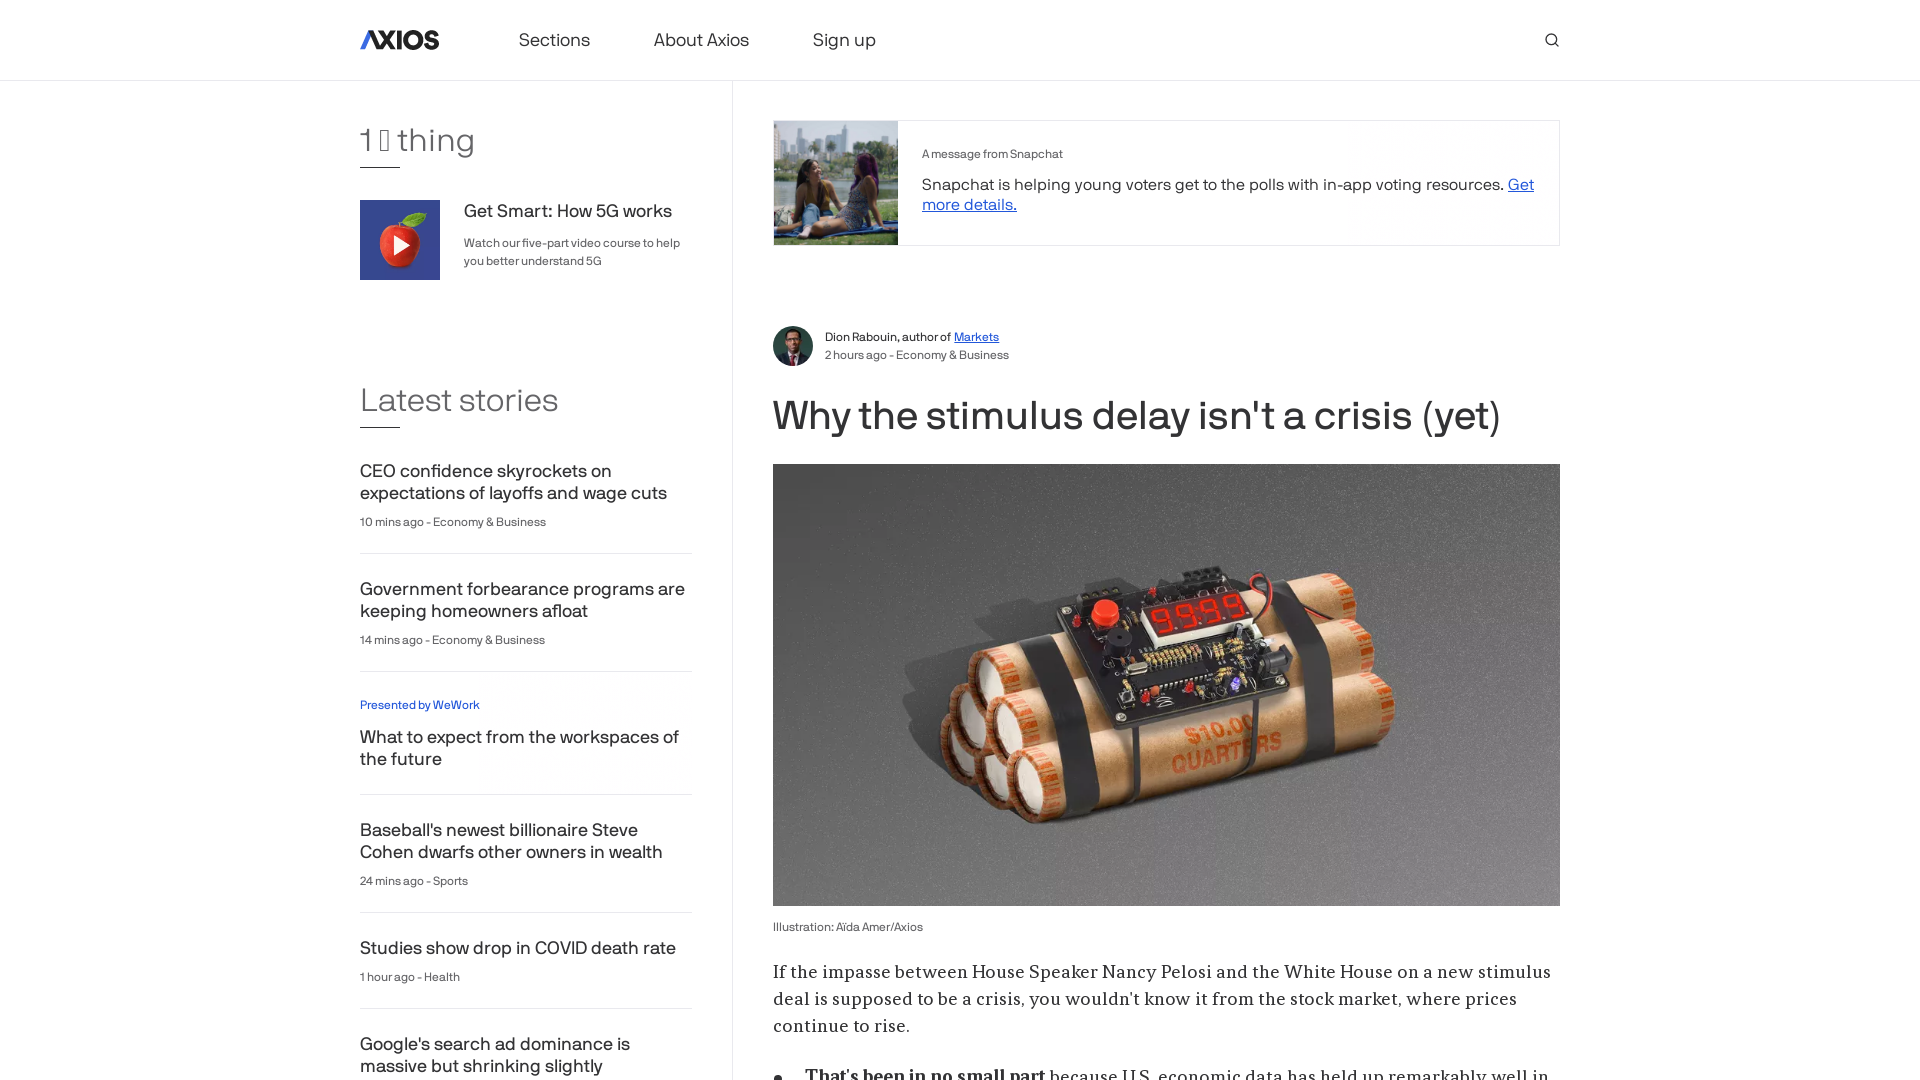 AXIOS
Sections
About Axios
Sign up
1 thing
Get Smart: How 5G works
Watch our five-part video course to help
you better understand 5G
Latest stories
CEO confidence skyrockets on
expectations of layoffs and wage cuts
10 mins ago - Economy & Business
Government forbearance programs are
keeping homeowners afloat
14 mins ago - Economy & Business
Presented by WeWork
What to expect from the workspaces of
the future
Baseball's newest billionaire Steve
Cohen dwarfs other owners in wealth
24 mins ago - Sports
Studies show drop in COVID death rate
1 hour ago - Health
Google's search ad dominance is
massive but shrinking slightly
A message from Snapchat
Snapchat is helping young voters get to the polls with in-app voting resources. Get
more details.
Dion Rabouin, author of Markets
2 hours ago - Economy & Business
Why the stimulus delay isn't a crisis (yet)
9.9.9.9
$10.00
QUARTERS
Illustration: Aïda Amer/Axios
If the impasse between House Speaker Nancy Pelosi and the White House on a new stimulus
deal is supposed to be a crisis, you wouldn't know it from the stock market, where prices
continue to rise.
• That's been in no small part because U.S. economic data has held up remarkably well in